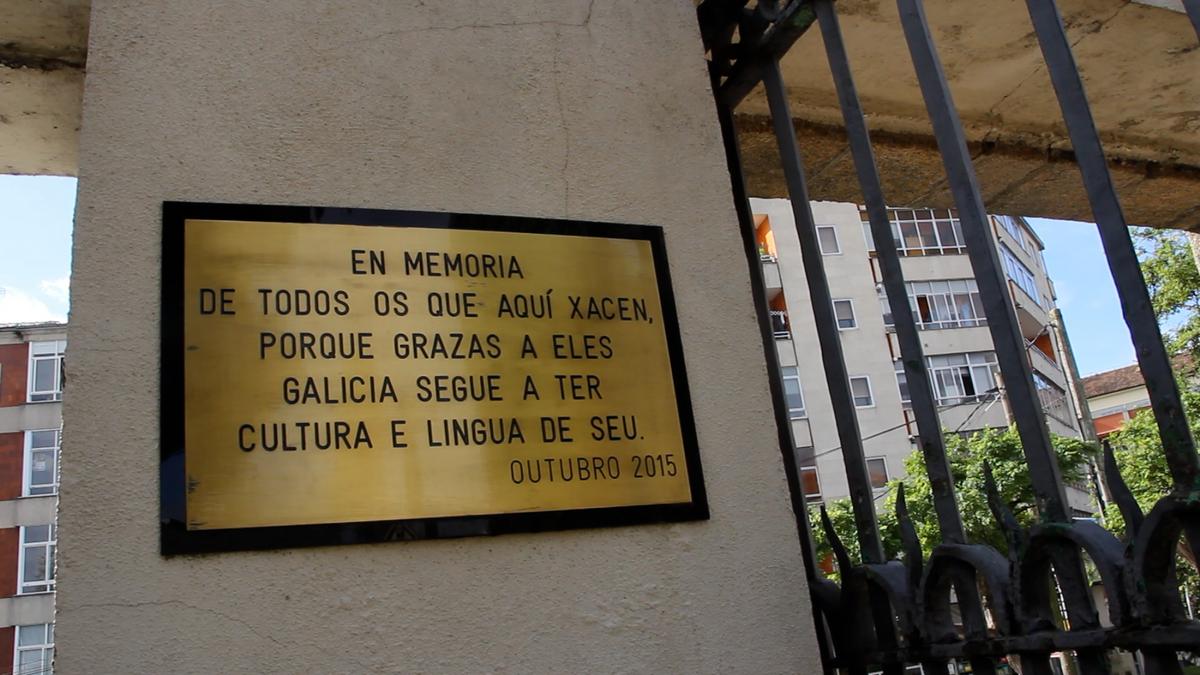 EN MEMORIA
DE TODOS OS QUE AQUÍ XACEN,
PORQUE GRAZAS A ELES
GALICIA SEGUE A TER
CULTURA E LINGUA DE SEU.
OUTUBRO 2015